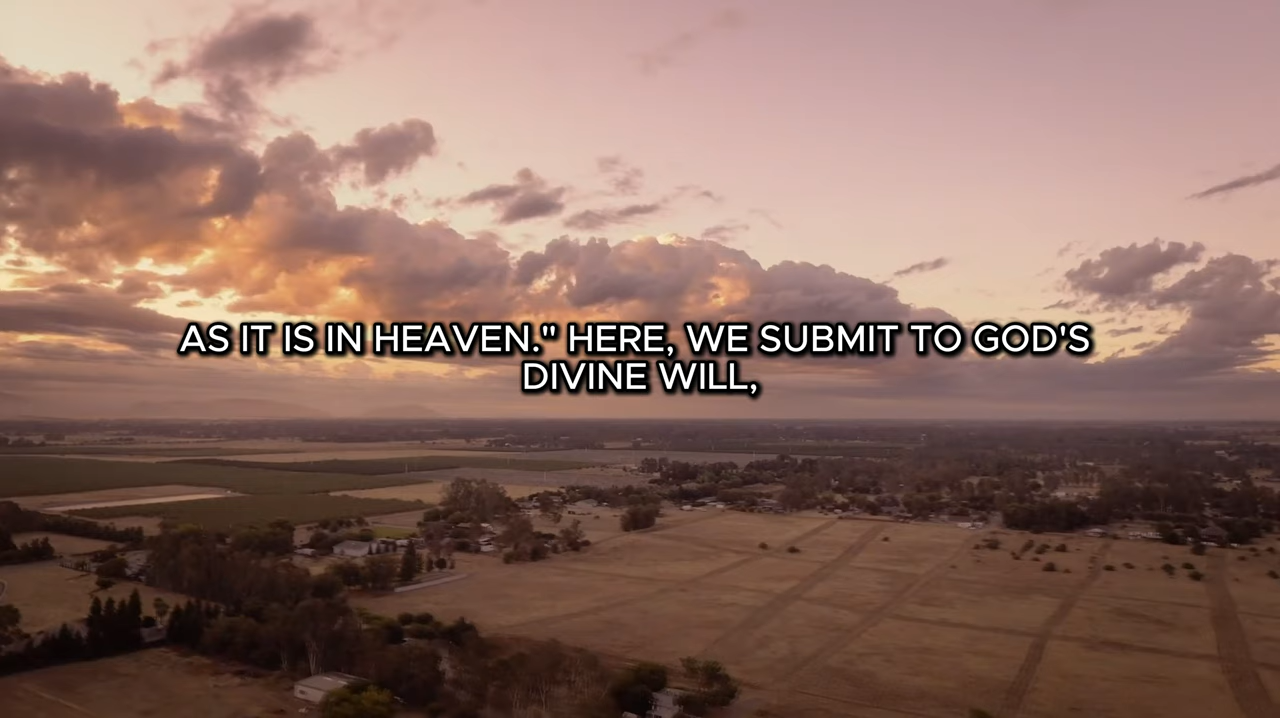 AS IT IS IN HEAVEN." HERE, WE SUBMIT TO GOD'S
DIVINE WILL,